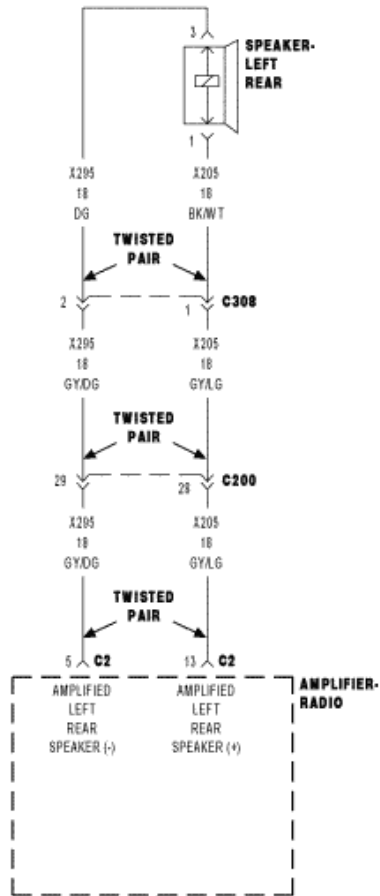 3
SPEAKER-
LEFT
REAR
1
X295
18
DG
X205
18
BK/WT
TWISTED
PAIR
2
1
C308
X295
18
GY/DG
X205
18
GY/LG
TWISTED
PAIR
29
28
C200
X295
18
GY/DG
X205
18
GY/LG
TWISTED
PAIR
5 C2
13 C2
AMPLIFIER-
RADIO
AMPLIFIED
LEFT
REAR
SPEAKER (-)
AMPLIFIED
LEFT
REAR
SPEAKER (+)